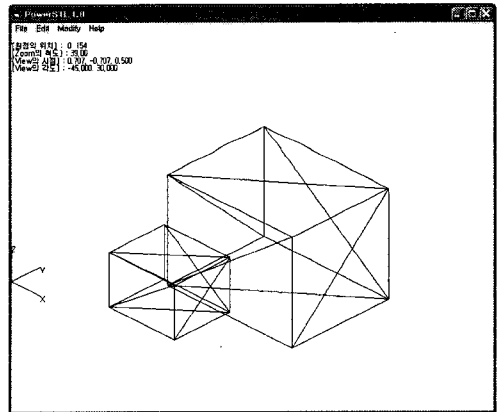 PowerSTL 1.0
File Edit Modify Help
[원점의 위치] : 0 154
[Zoom의 척도] : 39.00
[View의 시점] : 0.707, -0.707, 0.500
[View의 각도] : -45.000, 30.000
Z
Y
X